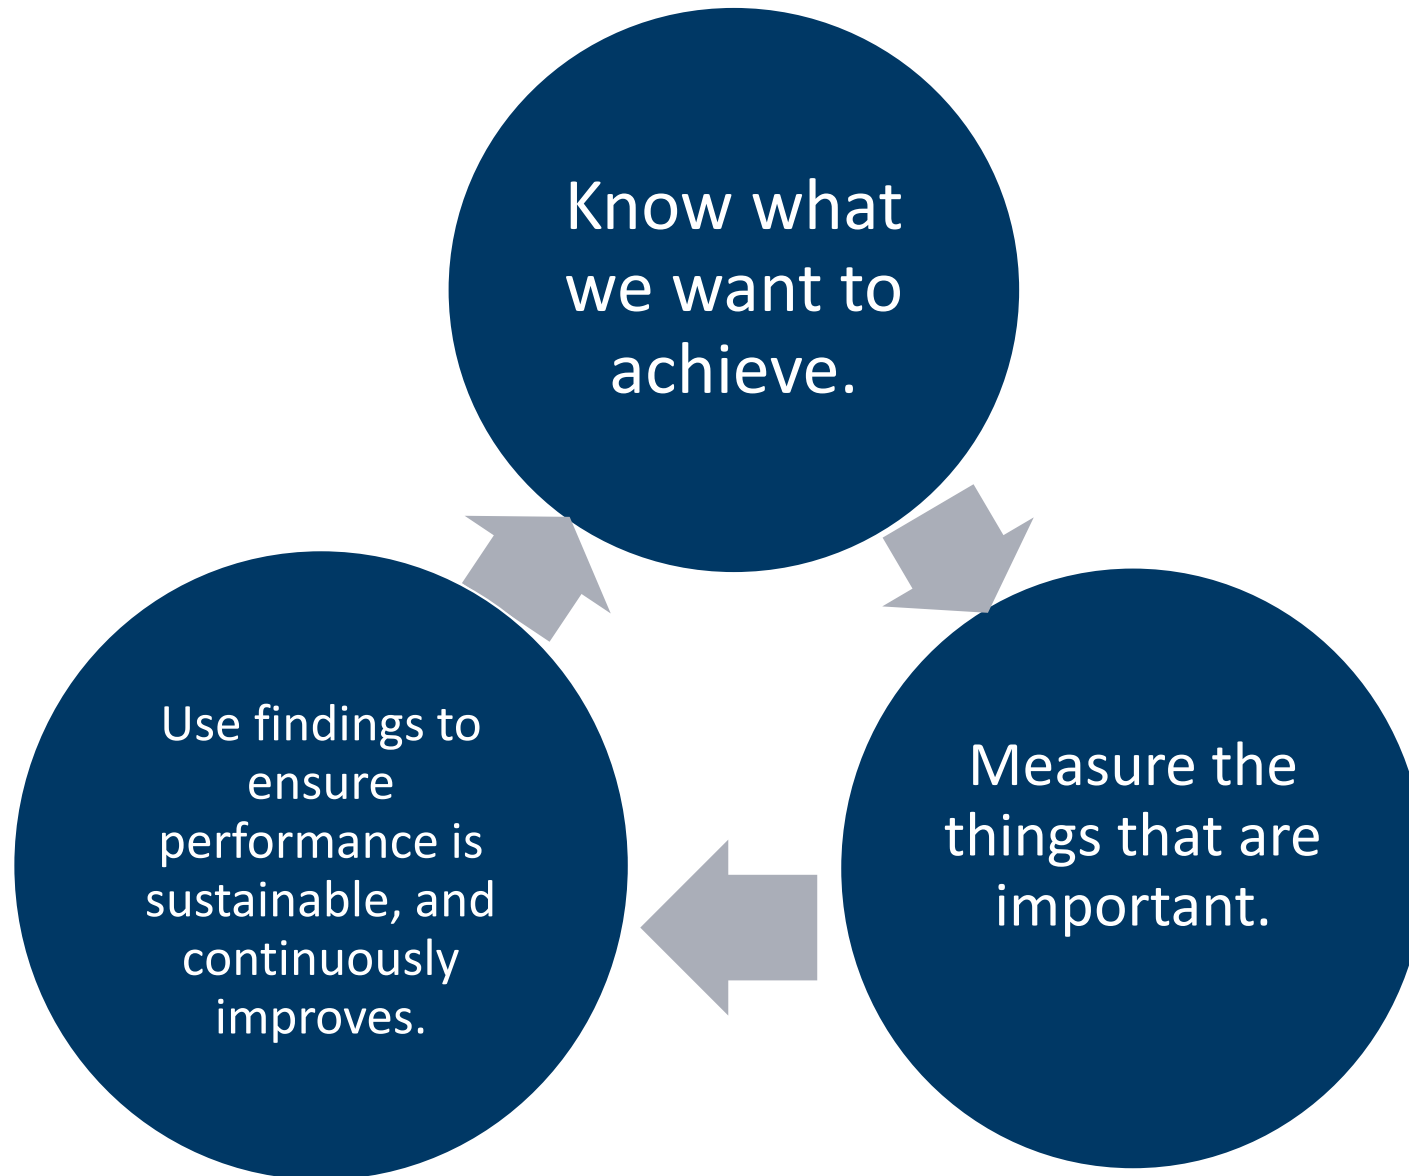 Know what
we want to
achieve.
Measure the
things that are
important.
Use findings to
ensure
performance is
sustainable, and
continuously
improves.